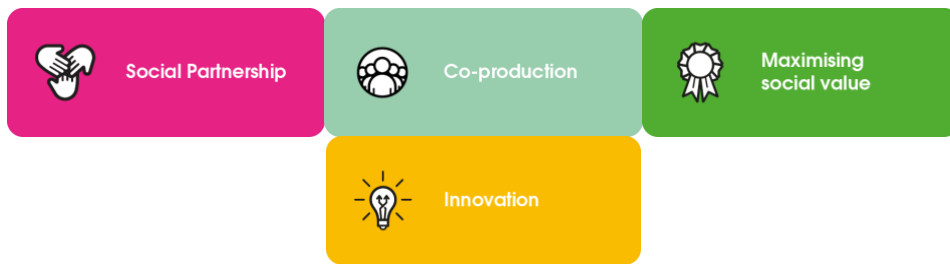 Social Partnership
Co-production
Maximising
social value
Innovation